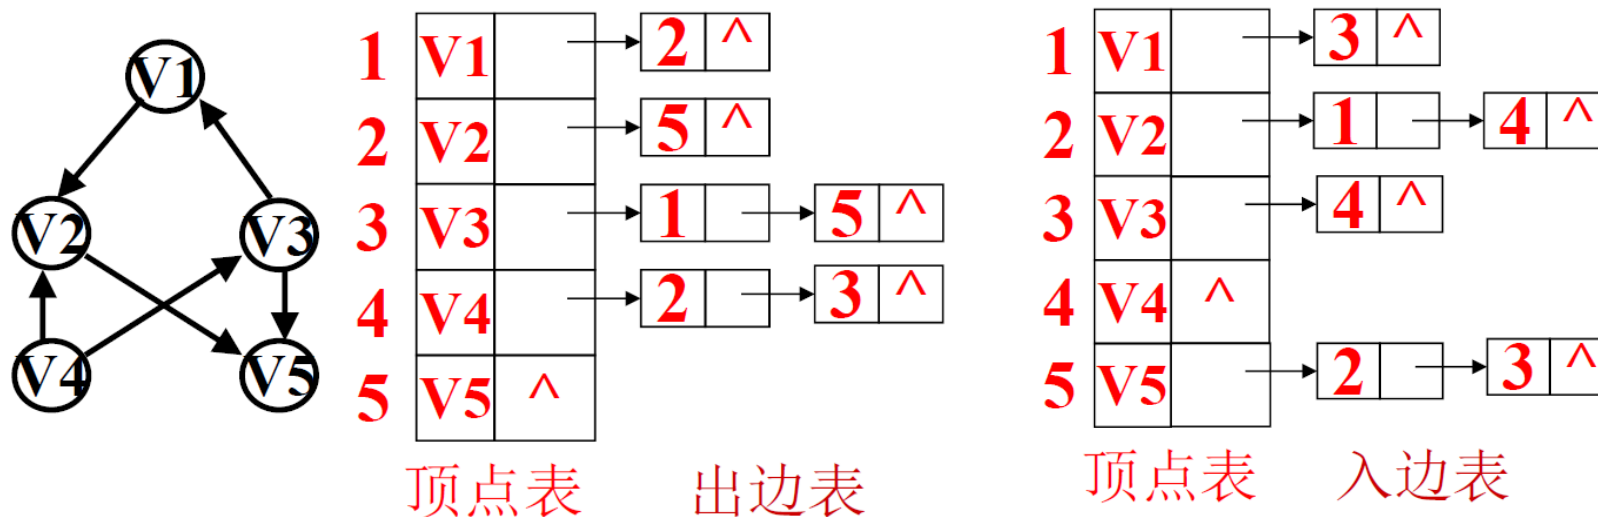 V1
V2 V3
V4 V5
1 V1 2 ^
2 V2 5 ^
3 V3 1 5 ^
4 V4 2 3 ^
5 V5 ^
顶点表 出边表
1 V1 3 ^
2 V2 1 4 ^
3 V3 4 ^
4 V4 ^
5 V5 2 3 ^
顶点表 入边表